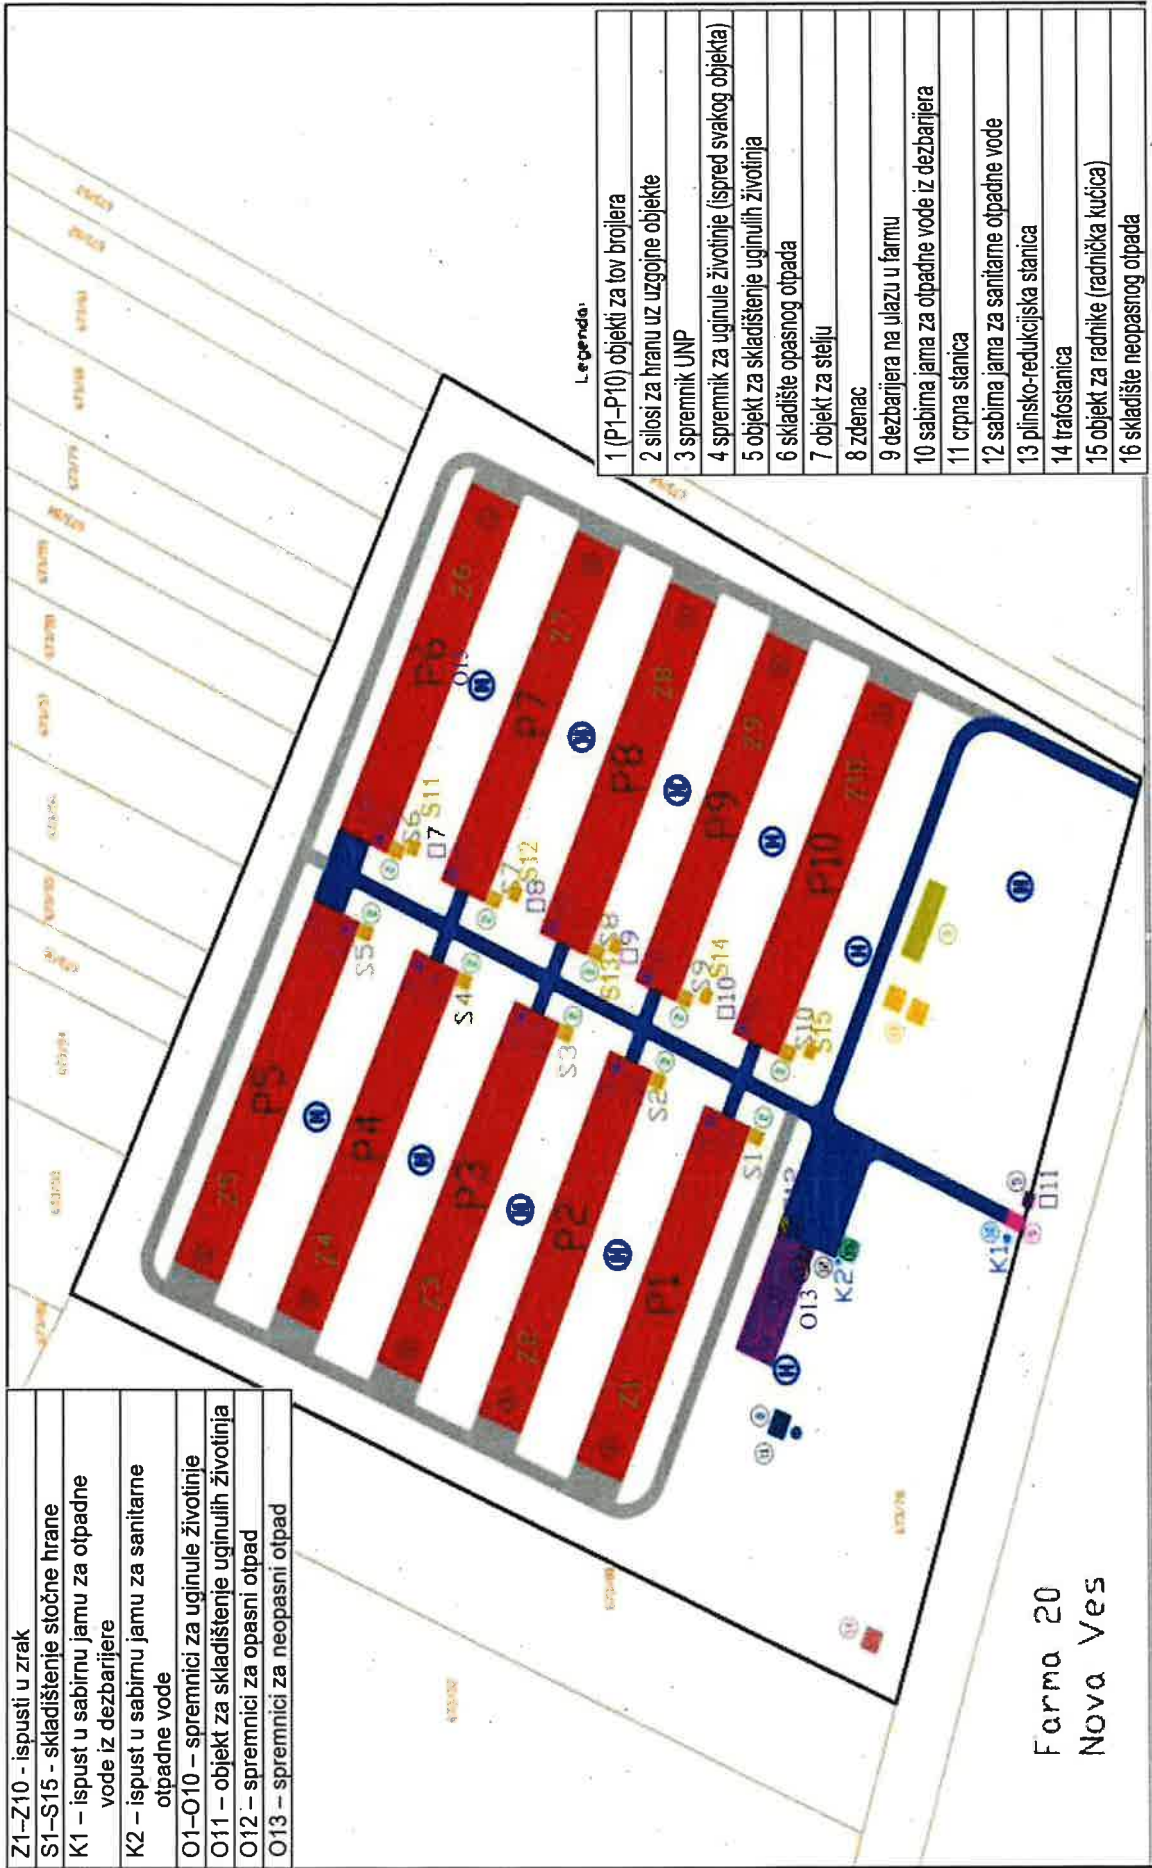 Z1–Z10 - ispusti u zrak
S1–S15 - skladištenje stočne hrane
K1 – ispust u sabirnu jamu za otpadne
vode iz dezbarijere
K2 – ispust u sabirnu jamu za sanitarne
otpadne vode
O1–O10 – spremnici za uginule životinje
O11 – objekt za skladištenje uginulih životinja
O12 – spremnici za opasni otpad
O13 – spremnici za neopasni otpad
Legenda:
1 (P1–P10) objekti za tov brojlera
2 silosi za hranu uz uzgojne objekte
3 spremnik UNP
4 spremnik za uginule životinje (ispred svakog objekta)
5 objekt za skladištenje uginulih životinja
6 skladište opasnog otpada
7 objekt za stelju
8 zdenac
9 dezbarijera na ulazu u farmu
10 sabirna jama za otpadne vode iz dezbarijera
11 crpna stanica
12 sabirna jama za sanitarne otpadne vode
13 plinsko-redukcijska stanica
14 trafostanica
15 objekt za radnike (radnička kućica)
16 skladište neopasnog otpada
P5
Z5
S5
P4
Z4
S4
P3
Z3
S3
P2
Z2
S2
P1
Z1
S1
P6
Z6
S6
S11
O7
P7
Z7
S12
O8
P8
Z8
S8
S13
O9
P9
Z9
S9
S14
O10
P10
Z10
S10
S15
O13
K2
K1
O11
673/78
Farma 20
Nova Ves